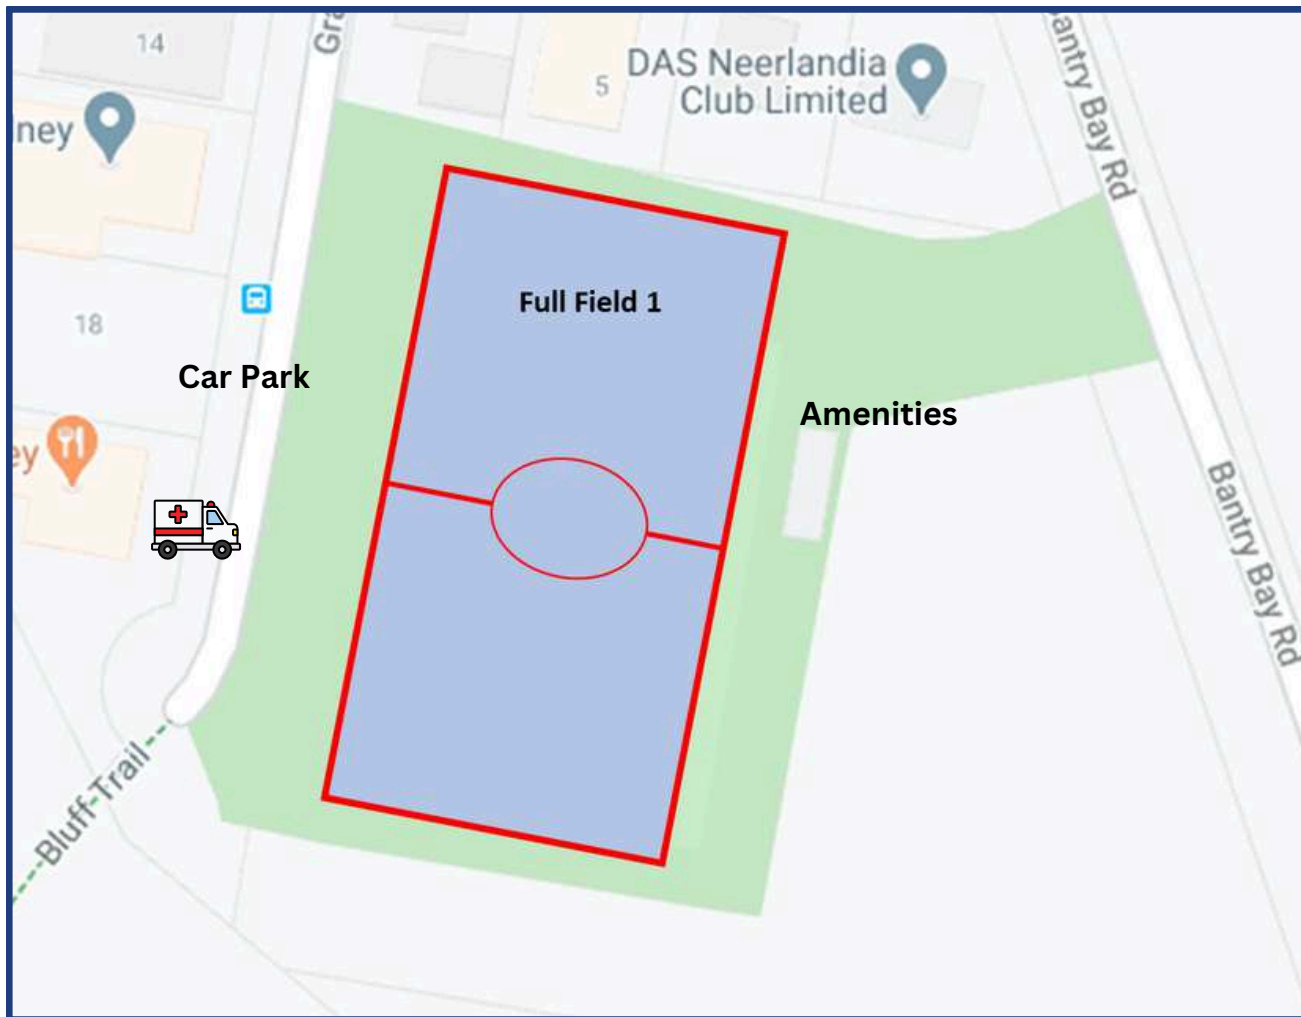 14
Gra
5
DAS Neerlandia
Club Limited
antry Bay Rd
ney
Full Field 1
18
Car Park
Amenities
ey
Bantry Bay Rd
Bluff Trail